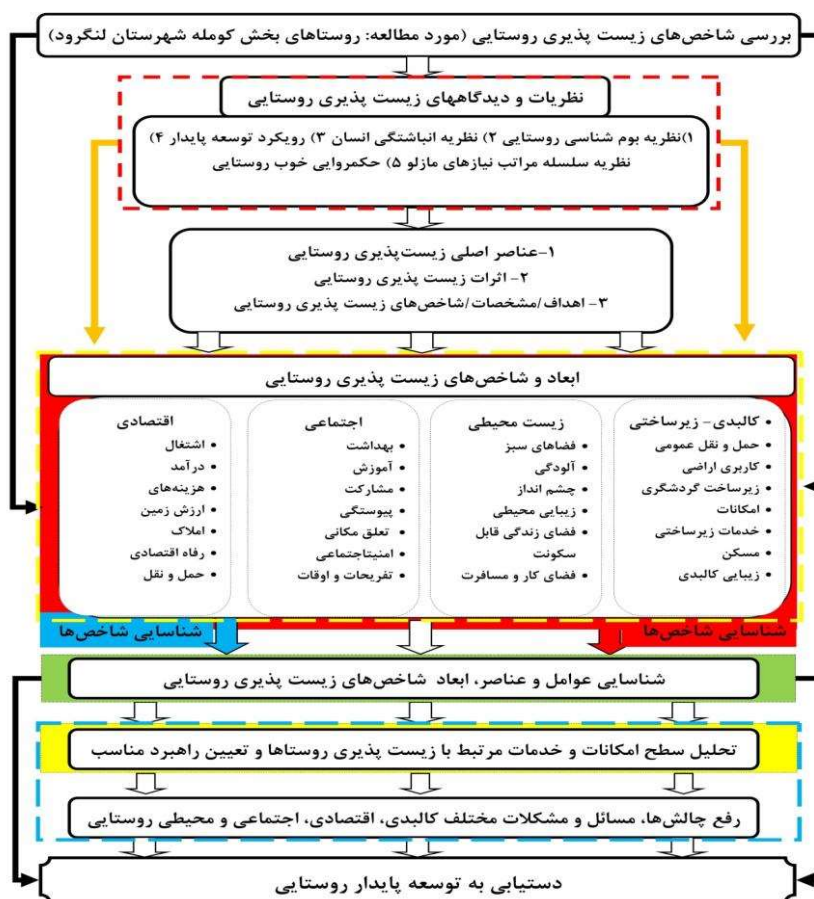 بررسی شاخص‌های زیست پذیری روستایی (مورد مطالعه: روستاهای بخش کومله شهرستان لنگرود)
نظریات و دیدگاههای زیست پذیری روستایی
۱)نظریه بوم شناسی روستایی ۲) نظریه انباشتگی انسان ۳) رویکرد توسعه پایدار ۴)
نظریه سلسله مراتب نیازهای مازلو ۵) حکمروایی خوب روستایی
۱-عناصر اصلی زیست‌پذیری روستایی
۲- اثرات زیست پذیری روستایی
۳- اهداف/مشخصات/شاخص‌های زیست پذیری روستایی
ابعاد و شاخص‌های زیست پذیری روستایی
کالبدی- زیرساختی
حمل و نقل عمومی
کاربری اراضی
زیرساخت گردشگری
امکانات
خدمات زیرساختی
مسکن
زیبایی کالبدی
زیست محیطی
فضاهای سبز
آلودگی
چشم انداز
زیبایی محیطی
فضای زندگی قابل
سکونت
فضای کار و مسافرت
اجتماعی
بهداشت
آموزش
مشارکت
پیوستگی
تعلق مکانی
امنیتاجتماعی
تفریحات و اوقات
اقتصادی
اشتغال
درآمد
هزینه‌های
ارزش زمین
املاک
رفاه اقتصادی
حمل و نقل
شناسایی شاخص‌ها
شناسایی شاخص‌ها
شناسایی عوامل و عناصر، ابعاد شاخص‌های زیست پذیری روستایی
تحلیل سطح امکانات و خدمات مرتبط با زیست پذیری روستاها و تعیین راهبرد مناسب
رفع چالش‌ها، مسائل و مشکلات مختلف کالبدی، اقتصادی، اجتماعی و محیطی روستایی
دستیابی به توسعه پایدار روستایی